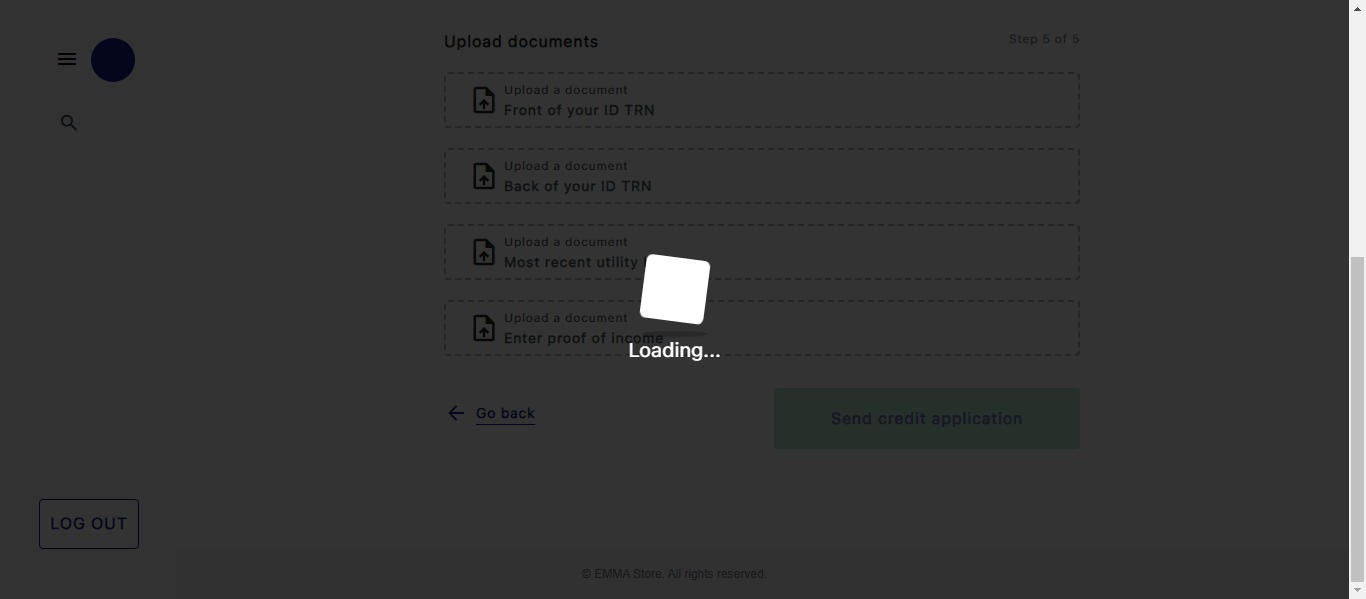 Upload documents
Step 5 of 5
Upload a document
Front of your ID TRN
Upload a document
Back of your ID TRN
Upload a document
Most recent utility
Upload a document
Enter proof of income
Loading...
Go back
Send credit application
LOG OUT
© EMMA Store. All rights reserved.